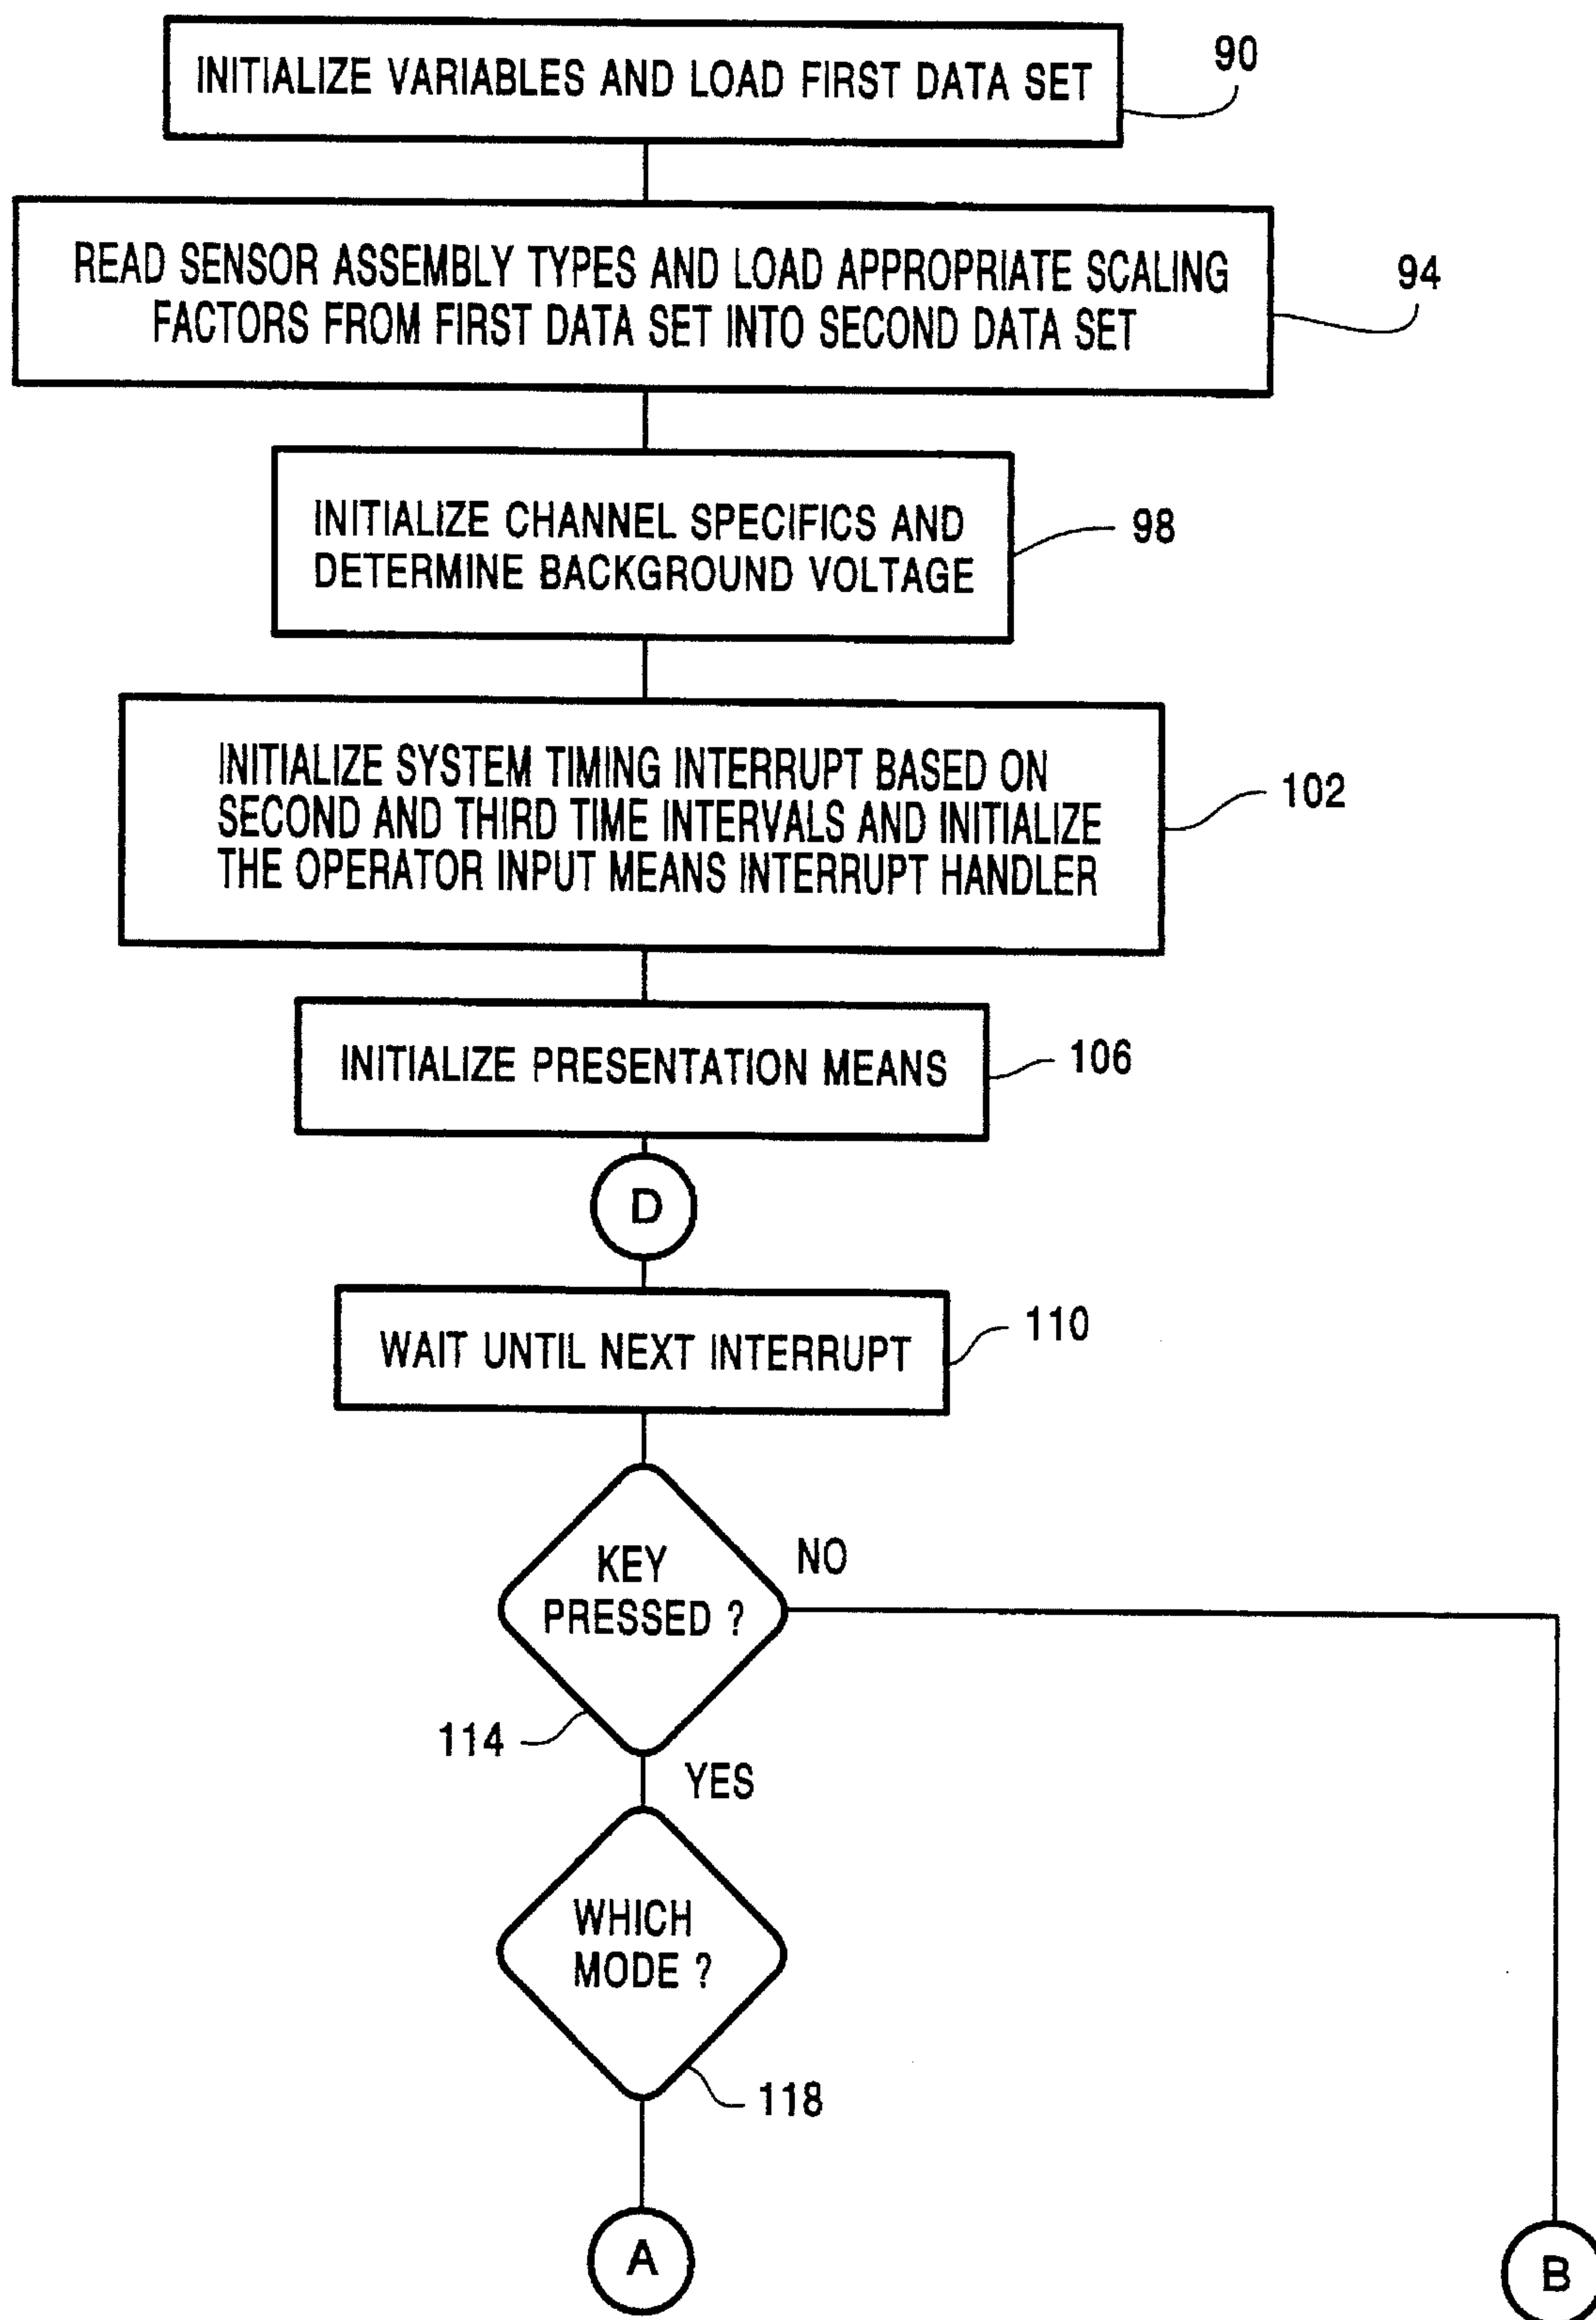 INITIALIZE VARIABLES AND LOAD FIRST DATA SET
90
READ SENSOR ASSEMBLY TYPES AND LOAD APPROPRIATE SCALING
FACTORS FROM FIRST DATA SET INTO SECOND DATA SET
94
INITIALIZE CHANNEL SPECIFICS AND
DETERMINE BACKGROUND VOLTAGE
98
INITIALIZE SYSTEM TIMING INTERRUPT BASED ON
SECOND AND THIRD TIME INTERVALS AND INITIALIZE
THE OPERATOR INPUT MEANS INTERRUPT HANDLER
102
INITIALIZE PRESENTATION MEANS
106
D
WAIT UNTIL NEXT INTERRUPT
110
KEY
PRESSED ?
NO
114
YES
WHICH
MODE ?
118
A
B